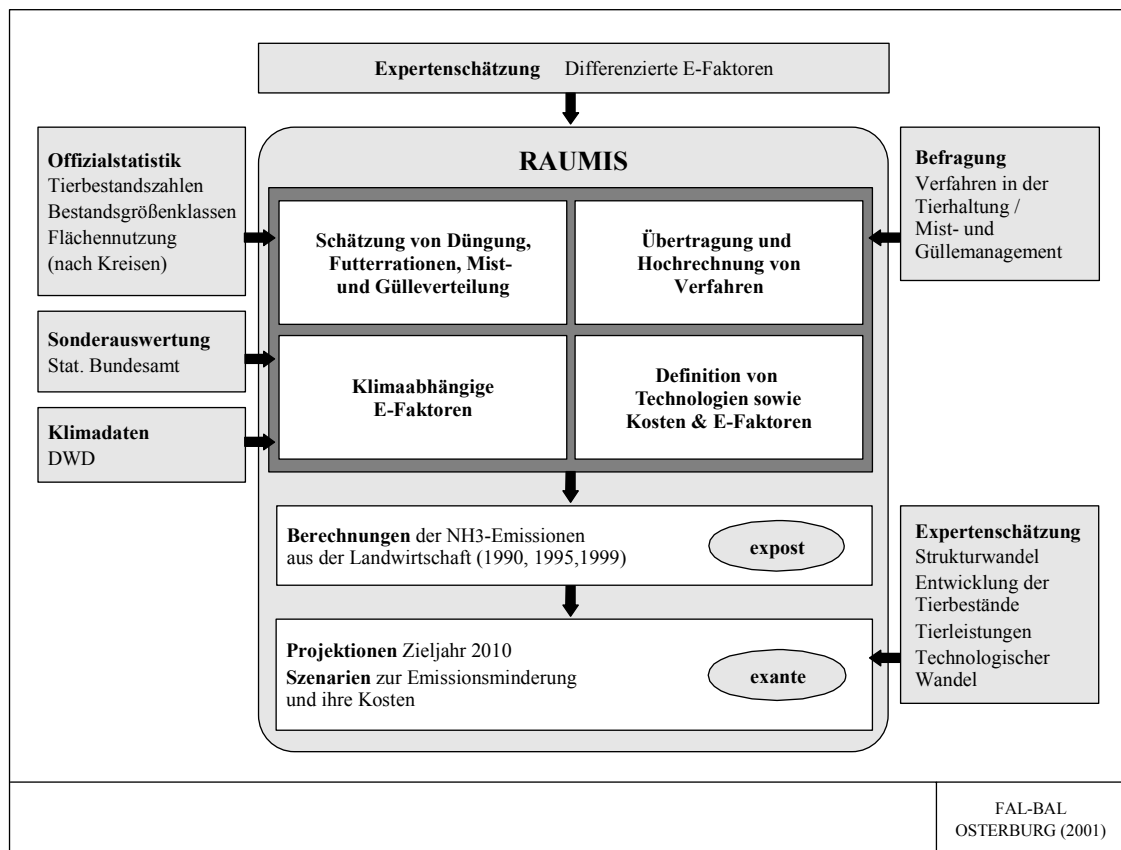 Expertenschätzung Differenzierte E-Faktoren
Offizialstatistik
Tierbestandszahlen
Bestandsgrößenklassen
Flächennutzung
(nach Kreisen)
Sonderauswertung
Stat. Bundesamt
Klimadaten
DWD
RAUMIS
Schätzung von Düngung,
Futterrationen, Mist-
und Gülleverteilung
Übertragung und
Hochrechnung von
Verfahren
Klimaabhängige
E-Faktoren
Definition von
Technologien sowie
Kosten & E-Faktoren
Befragung
Verfahren in der
Tierhaltung /
Mist- und
Güllemanagement
Berechnungen der NH3-Emissionen
aus der Landwirtschaft (1990, 1995,1999)
expost
Projektionen Zieljahr 2010
Szenarien zur Emissionsminderung
und ihre Kosten
exante
Expertenschätzung
Strukturwandel
Entwicklung der
Tierbestände
Tierleistungen
Technologischer
Wandel
FAL-BAL
OSTERBURG (2001)